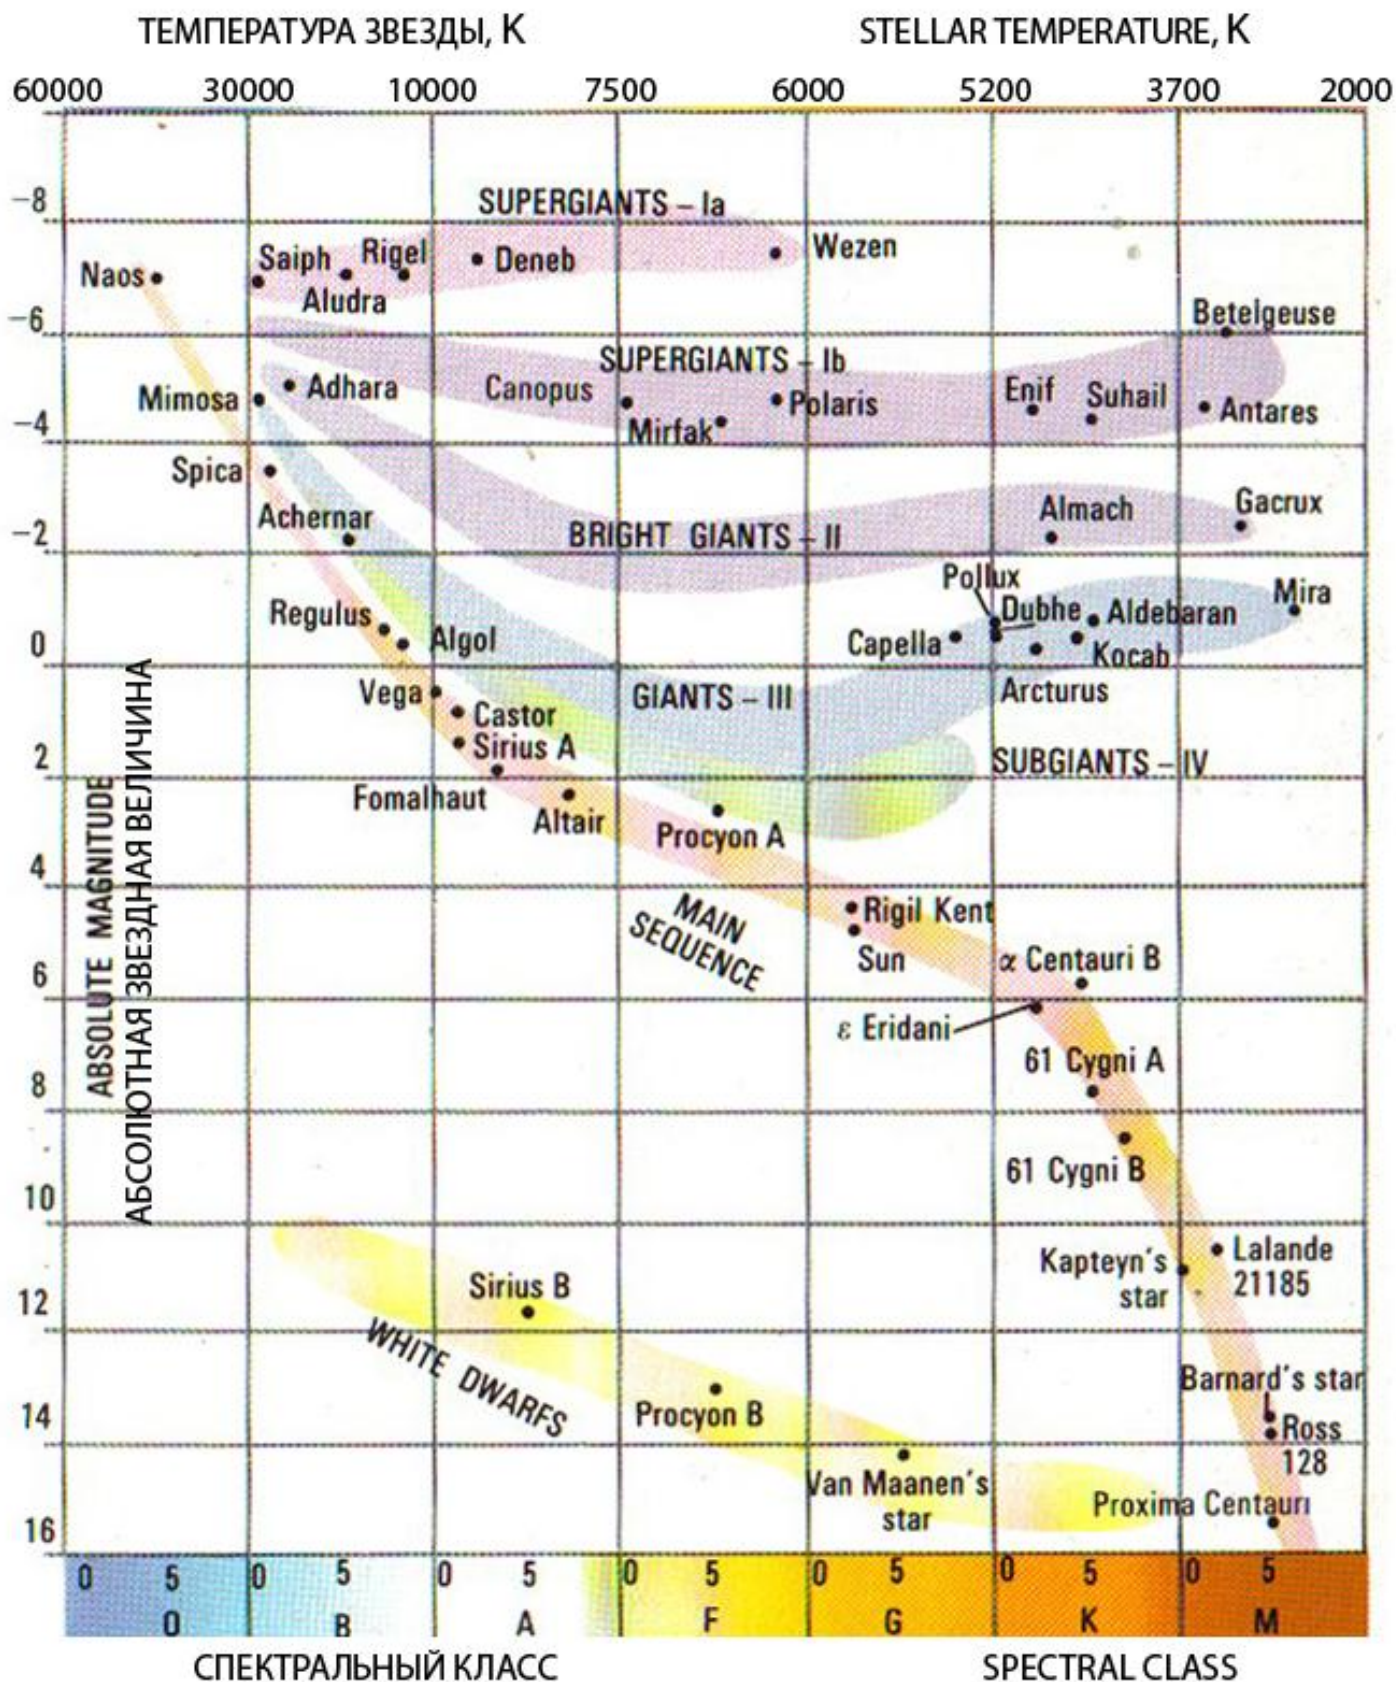 ТЕМПЕРАТУРА ЗВЕЗДЫ, К STELLAR TEMPERATURE, K
60000 30000 10000 7500 6000 5200 3700 2000
-8
SUPERGIANTS – Ia
Wezen
Saiph Rigel Deneb
Naos
Aludra
-6
Betelgeuse
SUPERGIANTS – Ib
Mimosa Adhara Canopus Polaris Enif Suhail Antares
Mirfak
-4
Spica
Achernar
Almach Gacrux
-2
BRIGHT GIANTS – II
Pollux
Mira
Regulus Dubhe Aldebaran
0
Algol Capella Kocab
Vega GIANTS – III Arcturus
Castor
Sirius A
2
SUBGIANTS – IV
Fomalhaut
Altair Procyon A
4
MAIN
SEQUENCE
Rigil Kent
Sun α Centauri B
6
ε Eridani
61 Cygni A
8
61 Cygni B
10
ABSOLUTE MAGNITUDE
АБСОЛЮТНАЯ ЗВЕЗДНАЯ ВЕЛИЧИНА
Kapteyn's
star
Lalande
21185
Sirius B
12
WHITE DWARFS
Barnard's star
14
Procyon B
Ross
128
Van Maanen's
star
Proxima Centauri
16
0 5 0 5 0 5 0 5 0 5 0 5 0 5
O B A F G K M
СПЕКТРАЛЬНЫЙ КЛАСС SPECTRAL CLASS